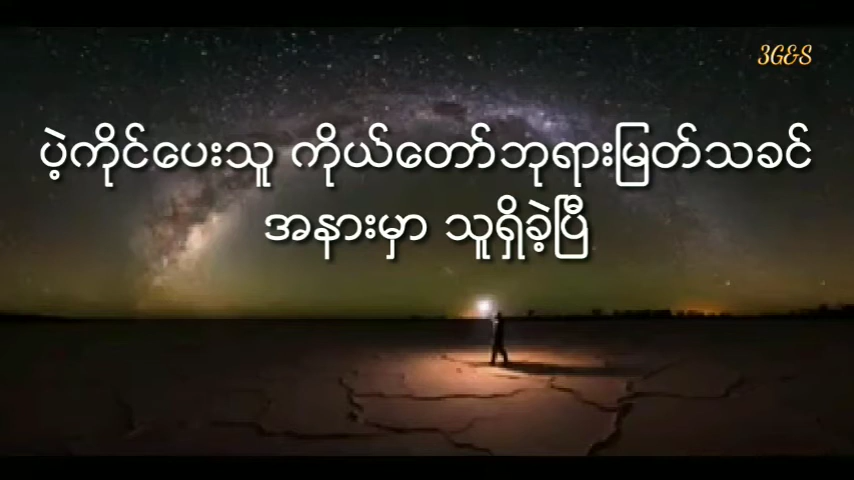 3G&S
ပဲ့ကိုင်ပေးသူ ကိုယ်တော်ဘုရားမြတ်သခင်
အနားမှာ သူရှိခဲ့ပြီ